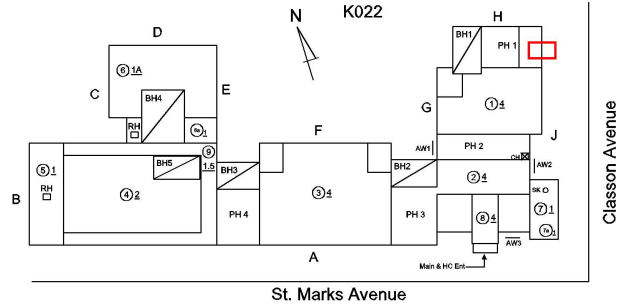 N
K022
H
D
BH1
PH 1
6 1A
C
E
BH4
G
1 4
RH
6a 1
F
J
AW1
PH 2
CH
9
5 1
BH5
1.5
BH3
BH2
AW2
RH
2 4
B
4 2
3 4
SK
7 1
PH 4
PH 3
8 4
7a 1
A
AW3
Main & HC Ent
St. Marks Avenue
Classon Avenue